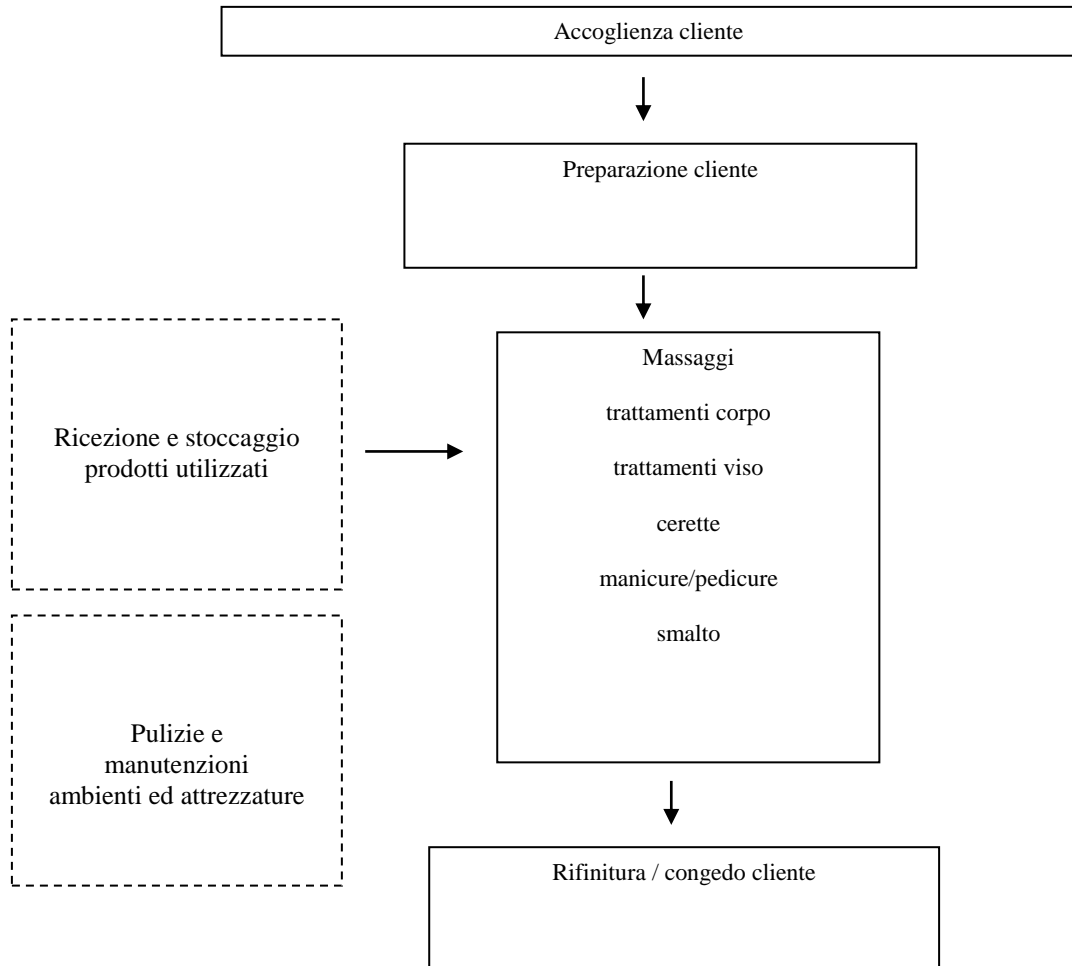 Accoglienza cliente
Preparazione cliente
Massaggi
trattamenti corpo
trattamenti viso
cerette
manicure/pedicure
smalto
Ricezione e stoccaggio
prodotti utilizzati
Pulizie e
manutenzioni
ambienti ed attrezzature
Rifinitura / congedo cliente